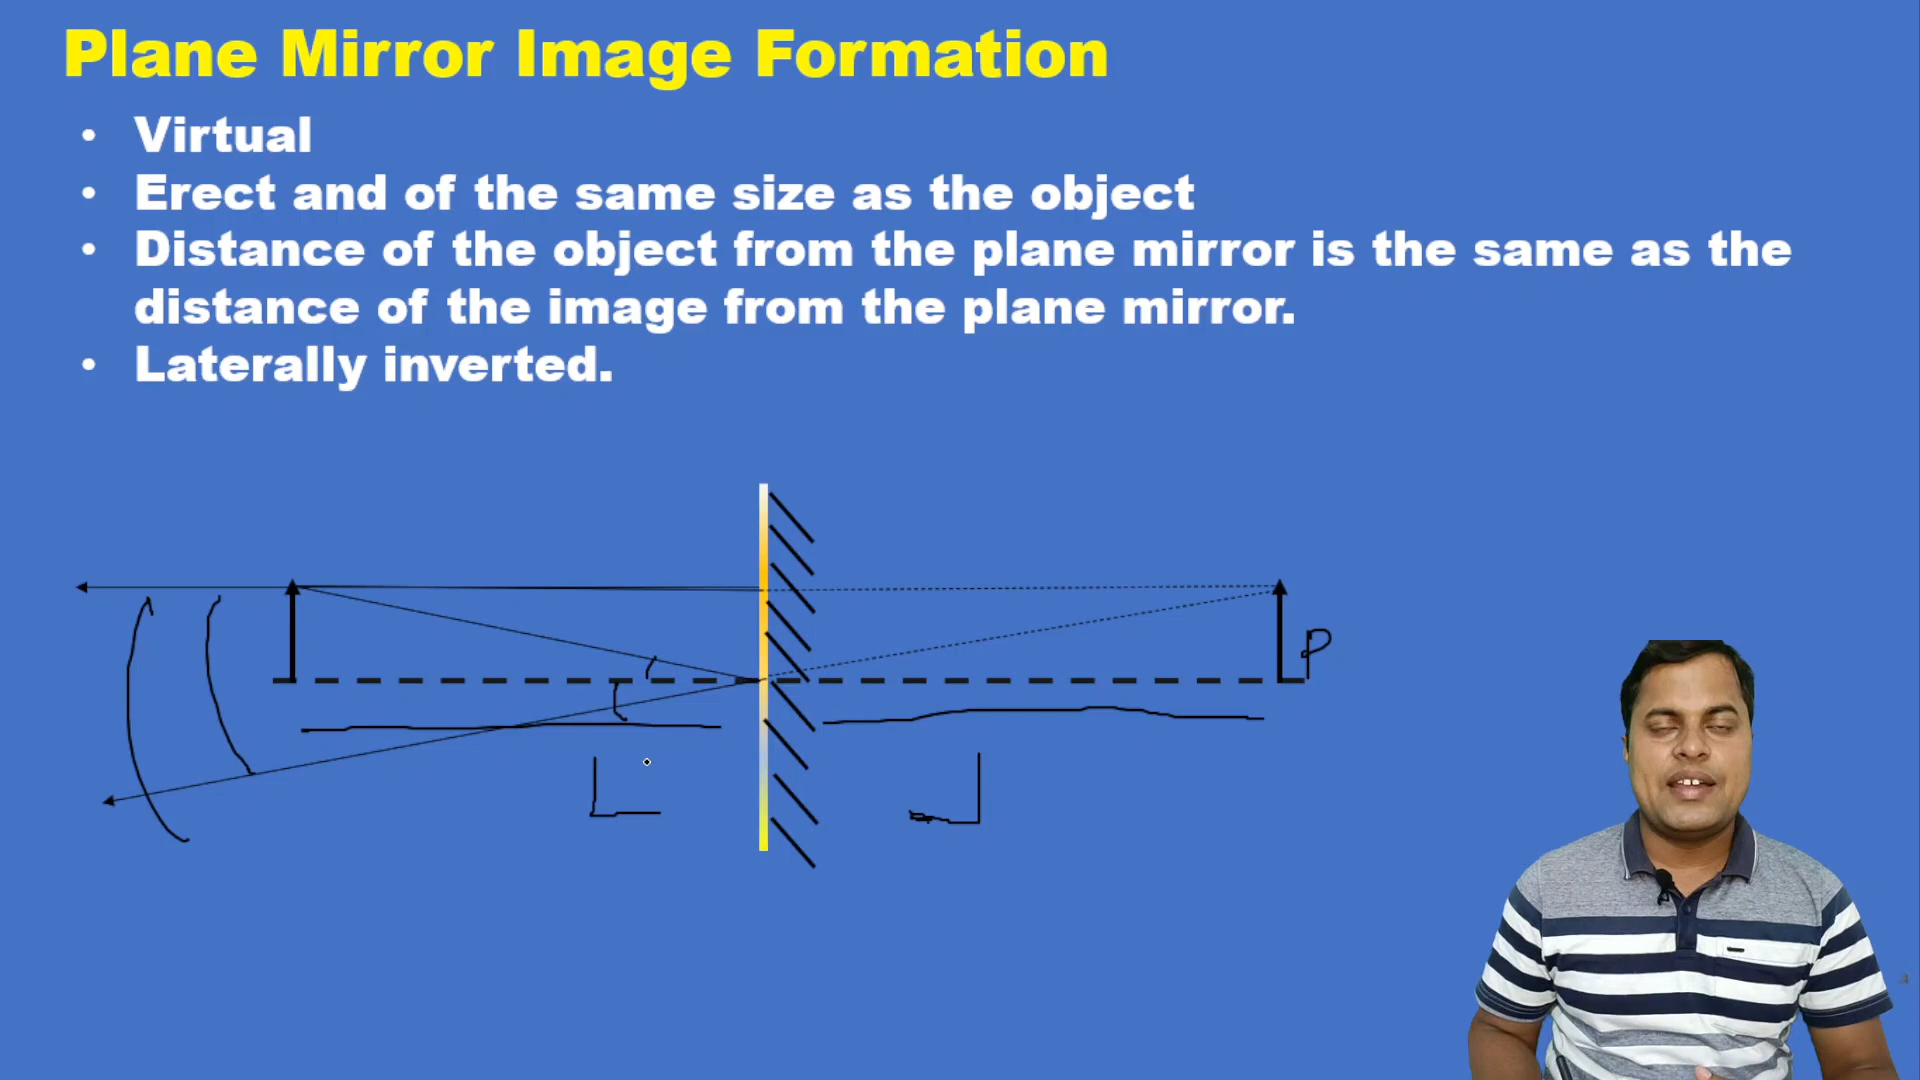 Plane Mirror Image Formation
• Virtual
• Erect and of the same size as the object
• Distance of the object from the plane mirror is the same as the
distance of the image from the plane mirror.
• Laterally inverted.
P
L